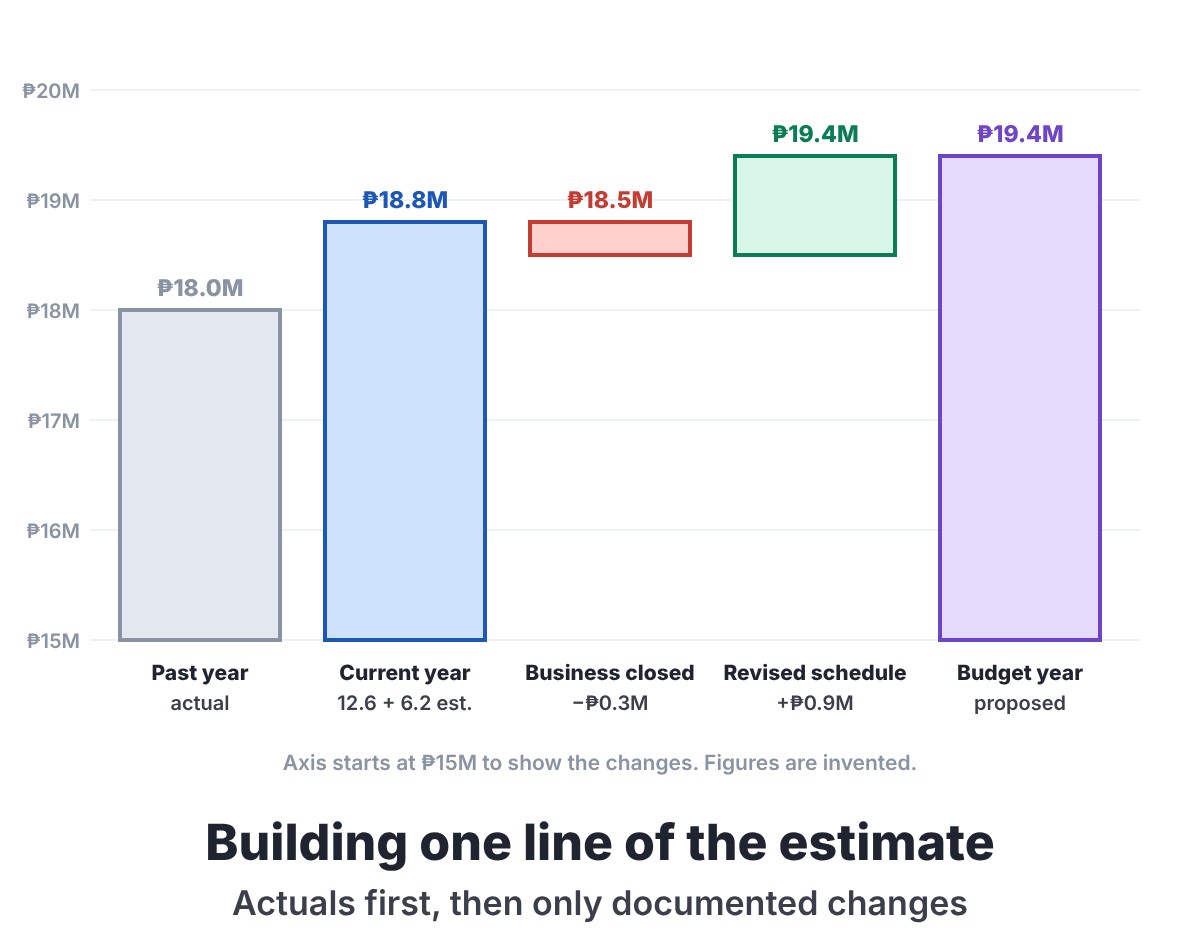 ₱20M
₱19M
₱18M
₱17M
₱16M
₱15M
₱18.0M
₱18.8M
₱18.5M
₱19.4M
₱19.4M
Past year
actual
Current year
12.6 + 6.2 est.
Business closed
−₱0.3M
Revised schedule
+₱0.9M
Budget year
proposed
Axis starts at ₱15M to show the changes. Figures are invented.
Building one line of the estimate
Actuals first, then only documented changes